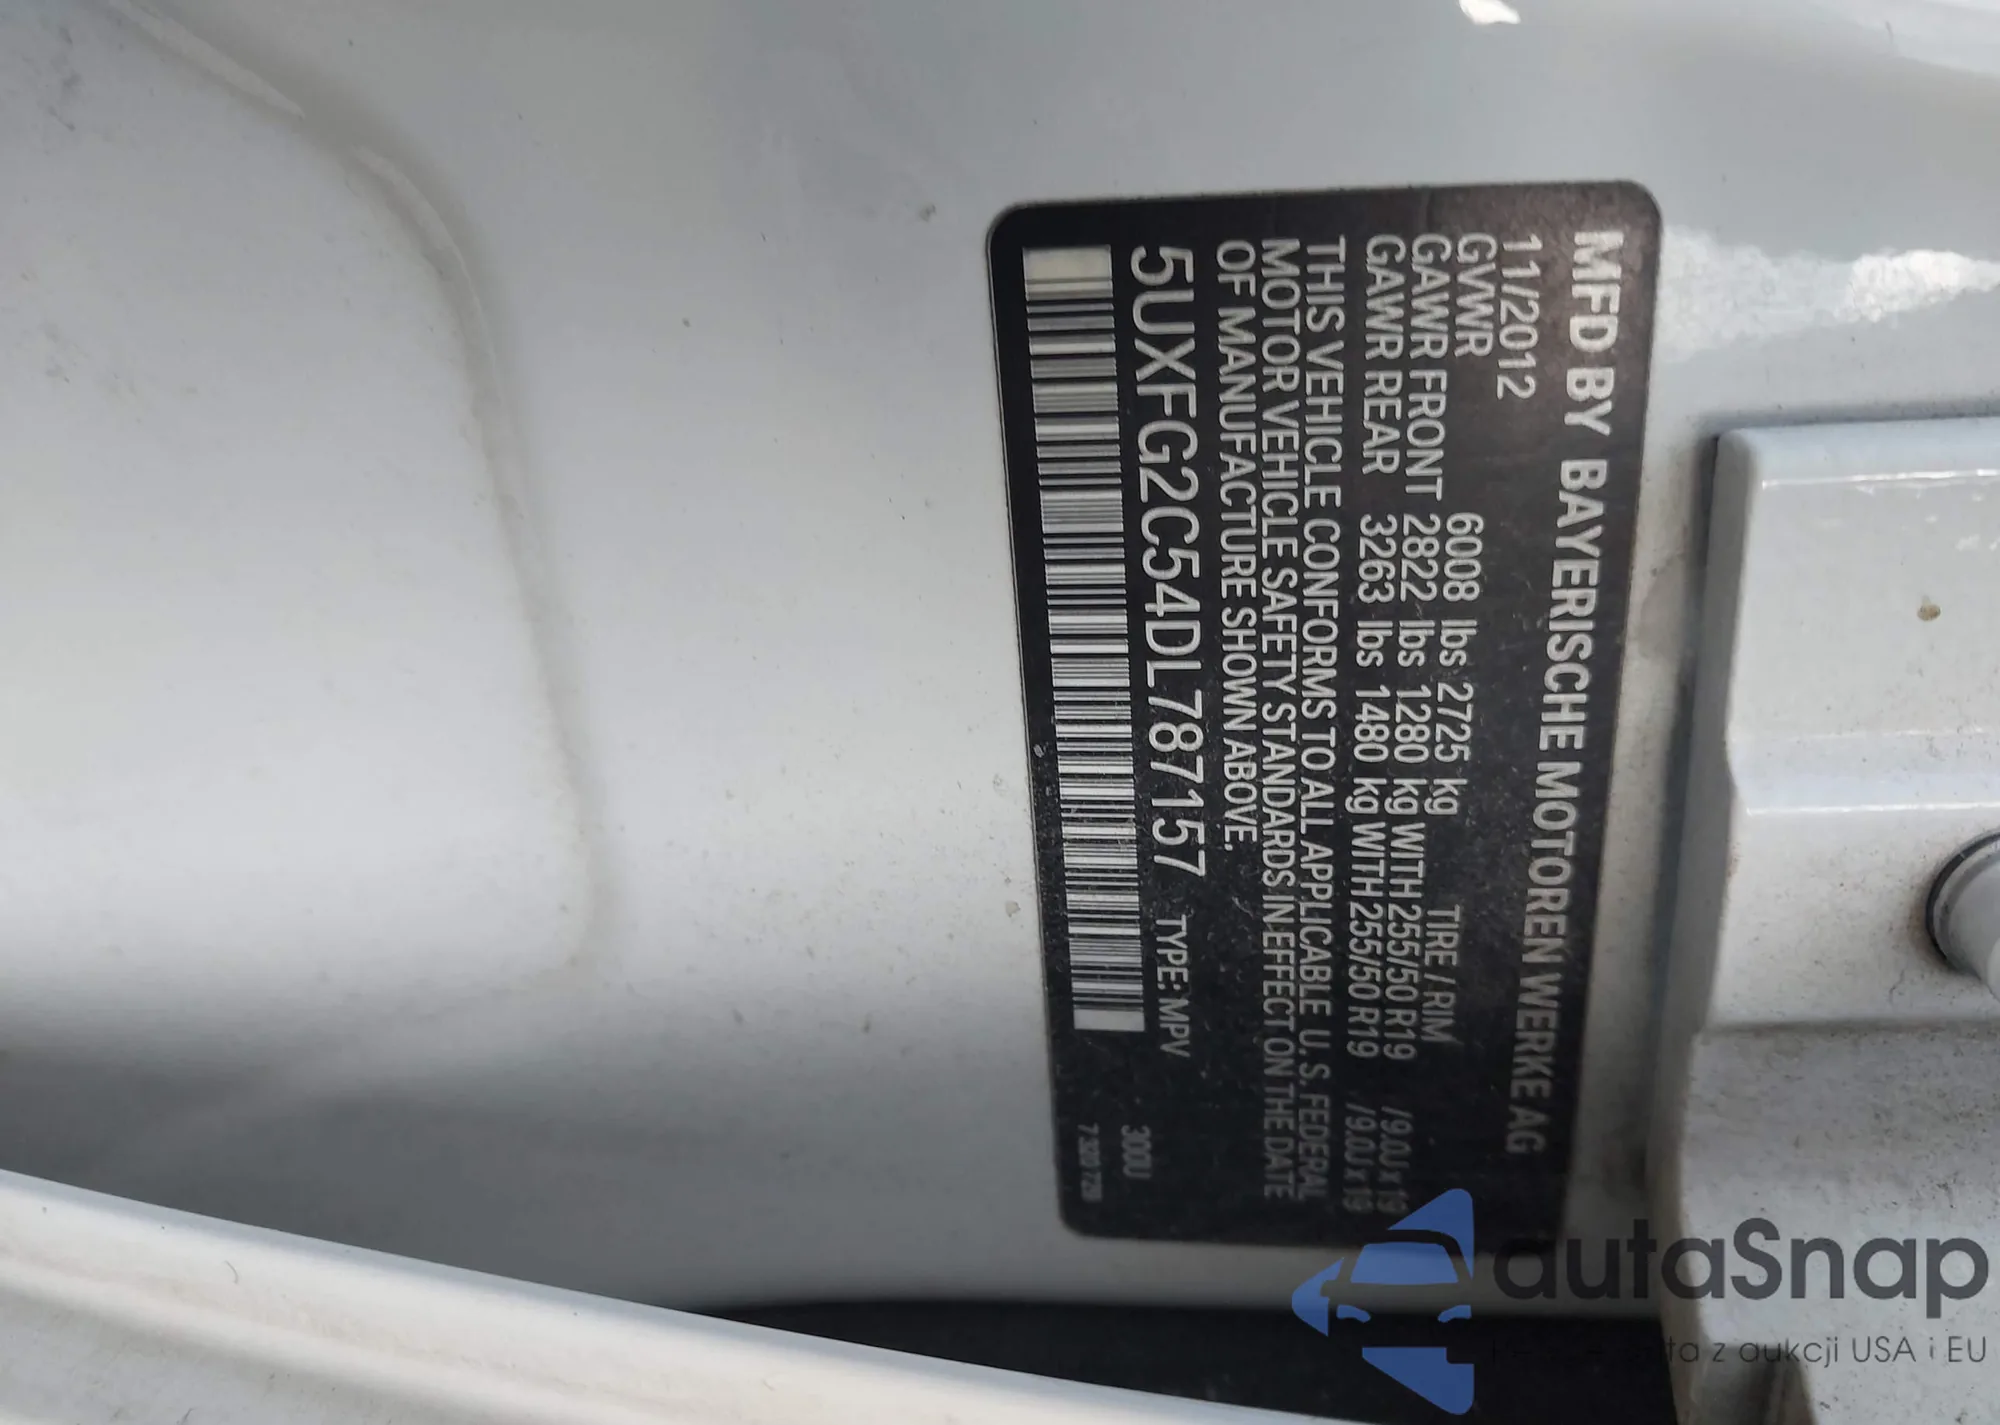 MFD BY BAYERISCHE MOTOREN WERKE AG
11/2012
GVWR 6008 lbs 2725 kg TIRE / RIM
GAWR FRONT 2822 lbs 1280 kg WITH 255/50 R19 /9.0J x 19
GAWR REAR 3263 lbs 1480 kg WITH 255/50 R19 /9.0J x 19
THIS VEHICLE CONFORMS TO ALL APPLICABLE U.S. FEDERAL
MOTOR VEHICLE SAFETY STANDARDS IN EFFECT ON THE DATE
OF MANUFACTURE SHOWN ABOVE.
5UXFG2C54DL787157 TYPE: MPV
300U
autaSnap
z aukcji USA i EU